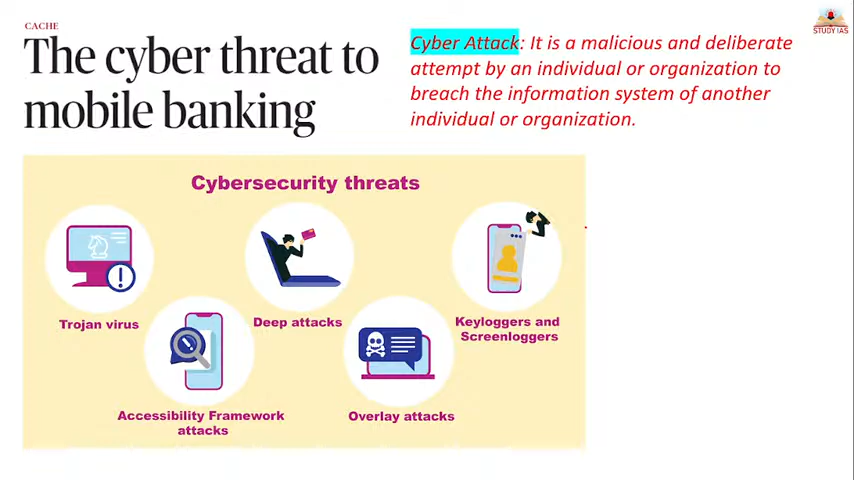 CACHE
The cyber threat to
mobile banking
Cyber Attack: It is a malicious and deliberate
attempt by an individual or organization to
breach the information system of another
individual or organization.
STUDY IAS
Cybersecurity threats
Trojan virus
Deep attacks
Keyloggers and
Screenloggers
Accessibility Framework
attacks
Overlay attacks